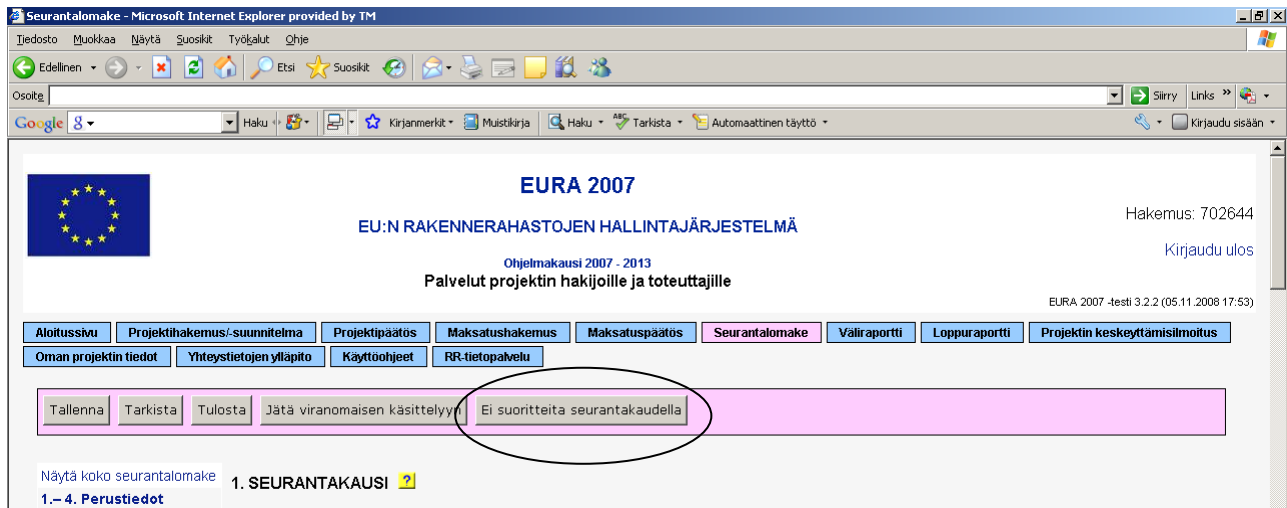 Seurantalomake - Microsoft Internet Explorer provided by TM
Tiedosto Muokkaa Näytä Suosikit Työkalut Ohje
Edellinen Etsi Suosikit
Osoite Siirry Links »
Google Haku Kirjanmerkit Muistikirja Haku ABC Tarkista Automaattinen täyttö Kirjaudu sisään
EURA 2007
Hakemus: 702644
EU:N RAKENNERAHASTOJEN HALLINTAJÄRJESTELMÄ
Kirjaudu ulos
Ohjelmakausi 2007 - 2013
Palvelut projektin hakijoille ja toteuttajille
EURA 2007 -testi 3.2.2 (05.11.2008 17:53)
Aloitussivu Projektihakemus/-suunnitelma Projektipäätös Maksatushakemus Maksatuspäätös Seurantalomake Väliraportti Loppuraportti Projektin keskeyttämisilmoitus
Oman projektin tiedot Yhteystietojen ylläpito Käyttöohjeet RR-tietopalvelu
Tallenna Tarkista Tulosta Jätä viranomaisen käsittelyyn Ei suoritteita seurantakaudella
Näytä koko seurantalomake
1. SEURANTAKAUSI ?
1.– 4. Perustiedot